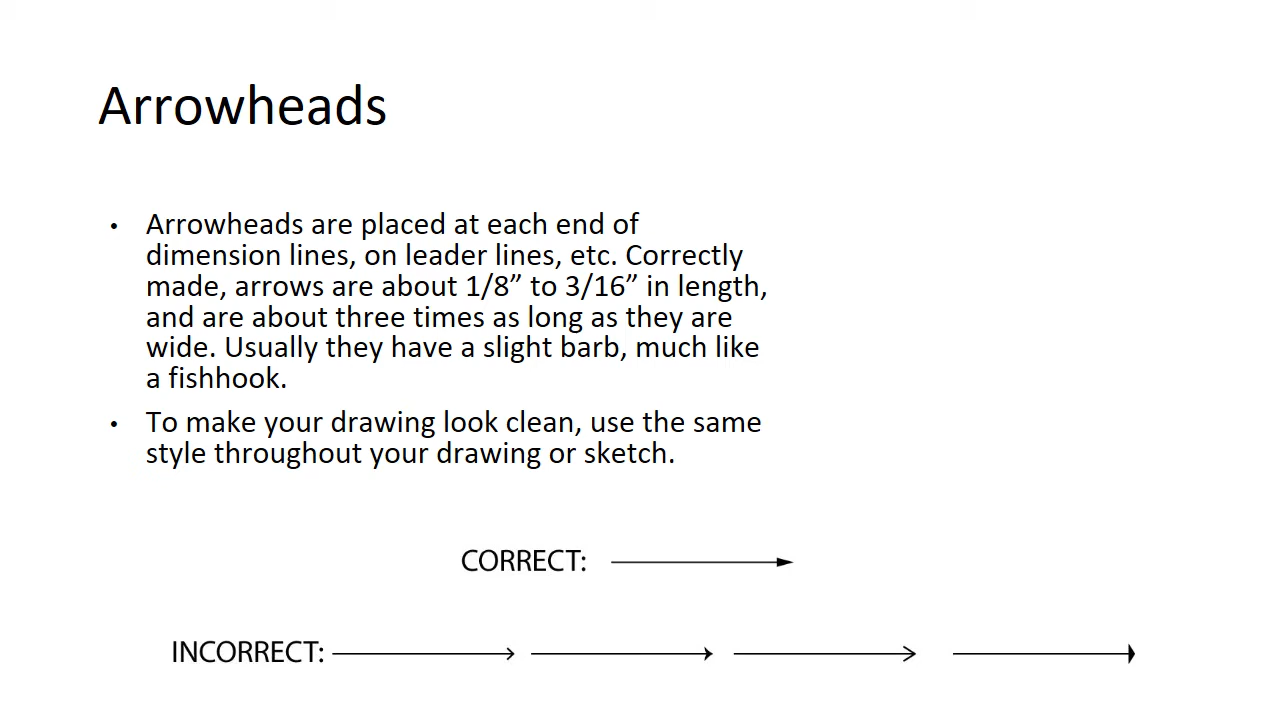 Arrowheads
• Arrowheads are placed at each end of
dimension lines, on leader lines, etc. Correctly
made, arrows are about 1/8” to 3/16” in length,
and are about three times as long as they are
wide. Usually they have a slight barb, much like
a fishhook.
• To make your drawing look clean, use the same
style throughout your drawing or sketch.
CORRECT:
INCORRECT: